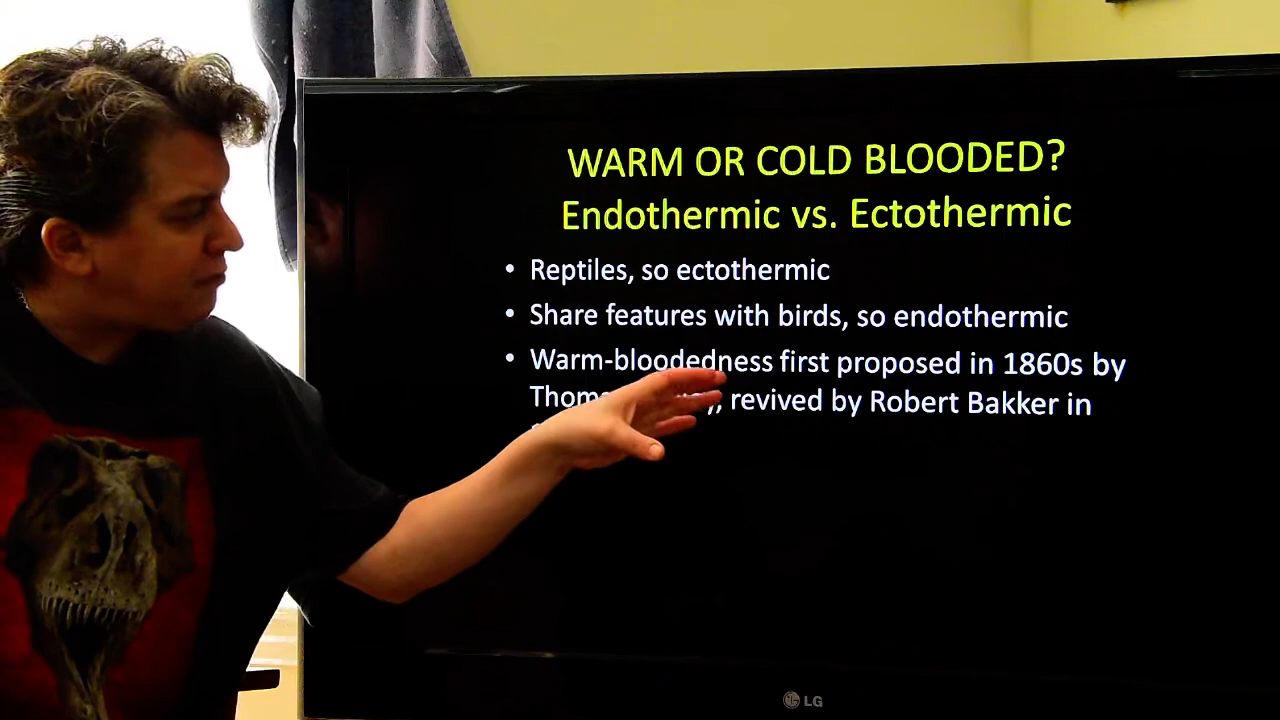 WARM OR COLD BLOODED?
Endothermic vs. Ectothermic
• Reptiles, so ectothermic
• Share features with birds, so endothermic
• Warm-bloodedness first proposed in 1860s by
revived by Robert Bakker in
LG